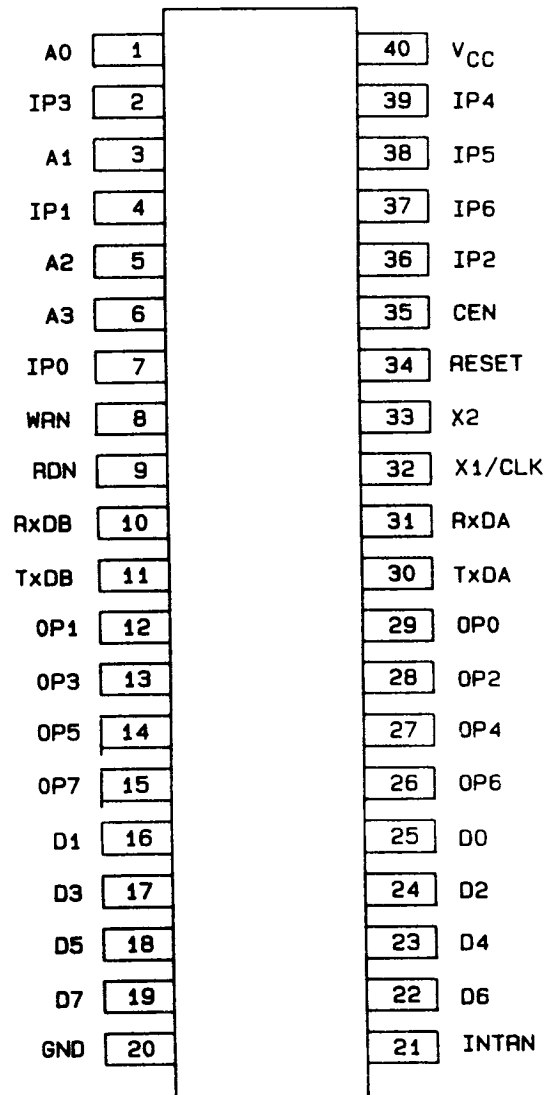 A0 1 40 VCC
IP3 2 39 IP4
A1 3 38 IP5
IP1 4 37 IP6
A2 5 36 IP2
A3 6 35 CEN
IP0 7 34 RESET
WRN 8 33 X2
RDN 9 32 X1/CLK
RxDB 10 31 RxDA
TxDB 11 30 TxDA
OP1 12 29 OP0
OP3 13 28 OP2
OP5 14 27 OP4
OP7 15 26 OP6
D1 16 25 D0
D3 17 24 D2
D5 18 23 D4
D7 19 22 D6
GND 20 21 INTRN